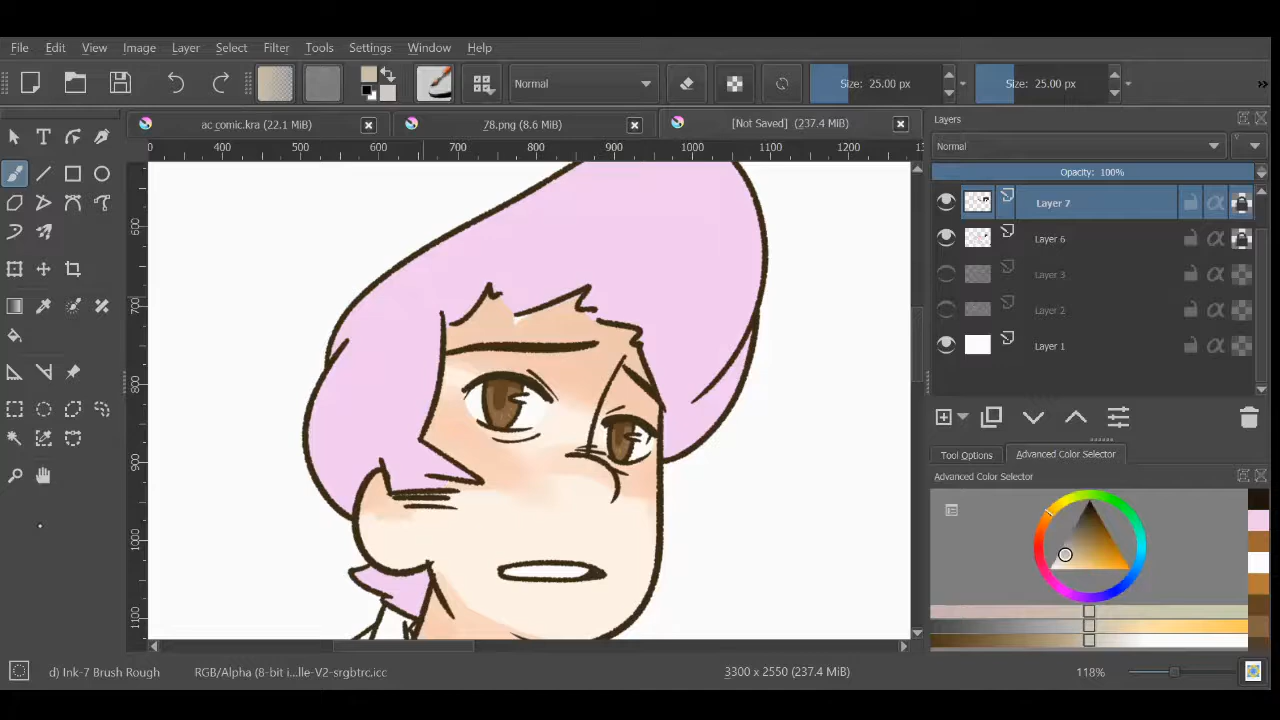 File Edit View Image Layer Select Filter Tools Settings Window Help
Normal Size: 25.00 px Size: 25.00 px »
ac comic.kra (22.1 MiB) 78.png (8.6 MiB) [Not Saved] (237.4 MiB)
Layers
300 400 500 600 700 800 900 1000 1100 1200
Normal
Opacity: 100%
Layer 7
Layer 6
Layer 3
Layer 2
Layer 1
600
700
800
900
1000
1100
Tool Options Advanced Color Selector
Advanced Color Selector
d) Ink-7 Brush Rough RGB/Alpha (8-bit i...lle-V2-srgbtrc.icc 3300 x 2550 (237.4 MiB) 118%